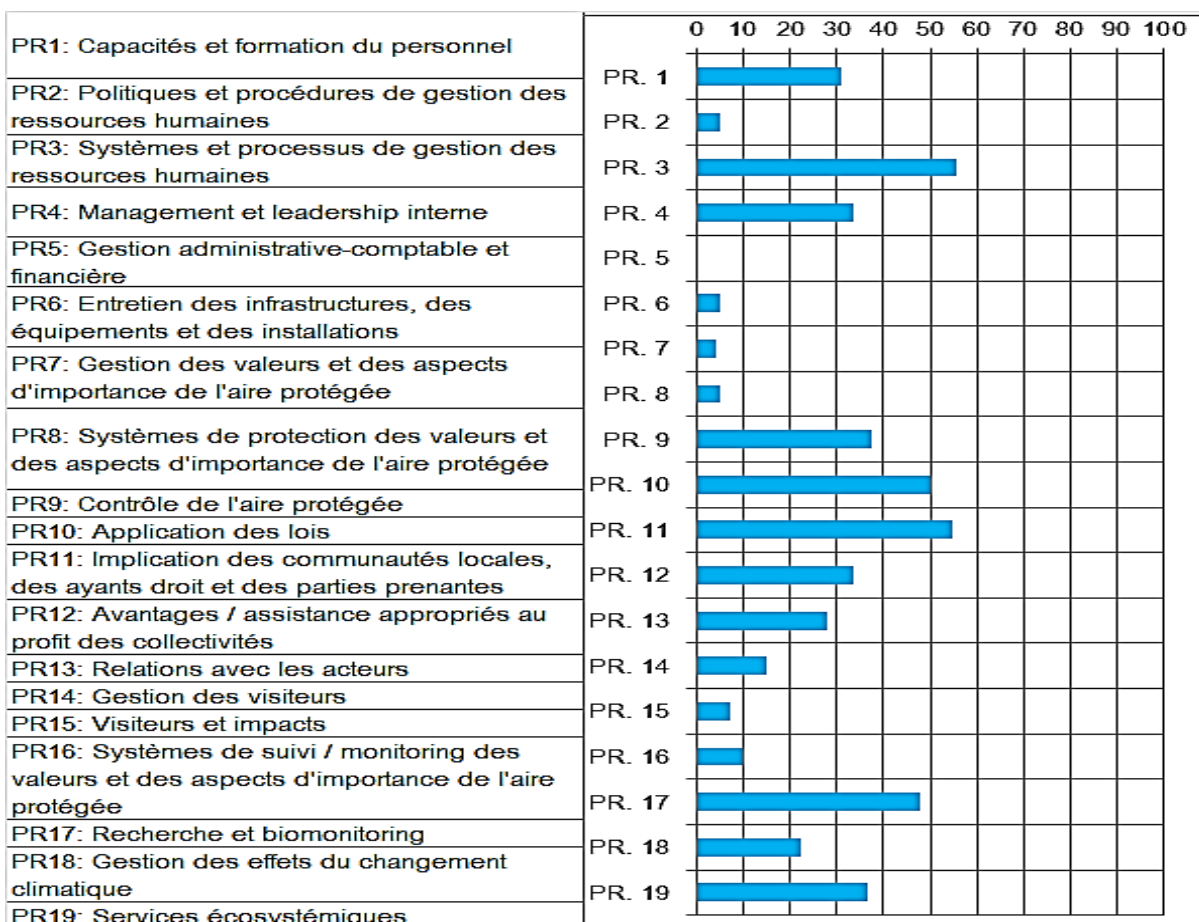 PR1: Capacités et formation du personnel
PR2: Politiques et procédures de gestion des
ressources humaines
PR3: Systèmes et processus de gestion des
ressources humaines
PR4: Management et leadership interne
PR5: Gestion administrative-comptable et
financière
PR6: Entretien des infrastructures, des
équipements et des installations
PR7: Gestion des valeurs et des aspects
d'importance de l'aire protégée
PR8: Systèmes de protection des valeurs et
des aspects d'importance de l'aire protégée
PR9: Contrôle de l'aire protégée
PR10: Application des lois
PR11: Implication des communautés locales,
des ayants droit et des parties prenantes
PR12: Avantages / assistance appropriés au
profit des collectivités
PR13: Relations avec les acteurs
PR14: Gestion des visiteurs
PR15: Visiteurs et impacts
PR16: Systèmes de suivi / monitoring des
valeurs et des aspects d'importance de l'aire
protégée
PR17: Recherche et biomonitoring
PR18: Gestion des effets du changement
climatique
PR19: Services écosystémiques
0 10 20 30 40 50 60 70 80 90 100
PR. 1
PR. 2
PR. 3
PR. 4
PR. 5
PR. 6
PR. 7
PR. 8
PR. 9
PR. 10
PR. 11
PR. 12
PR. 13
PR. 14
PR. 15
PR. 16
PR. 17
PR. 18
PR. 19